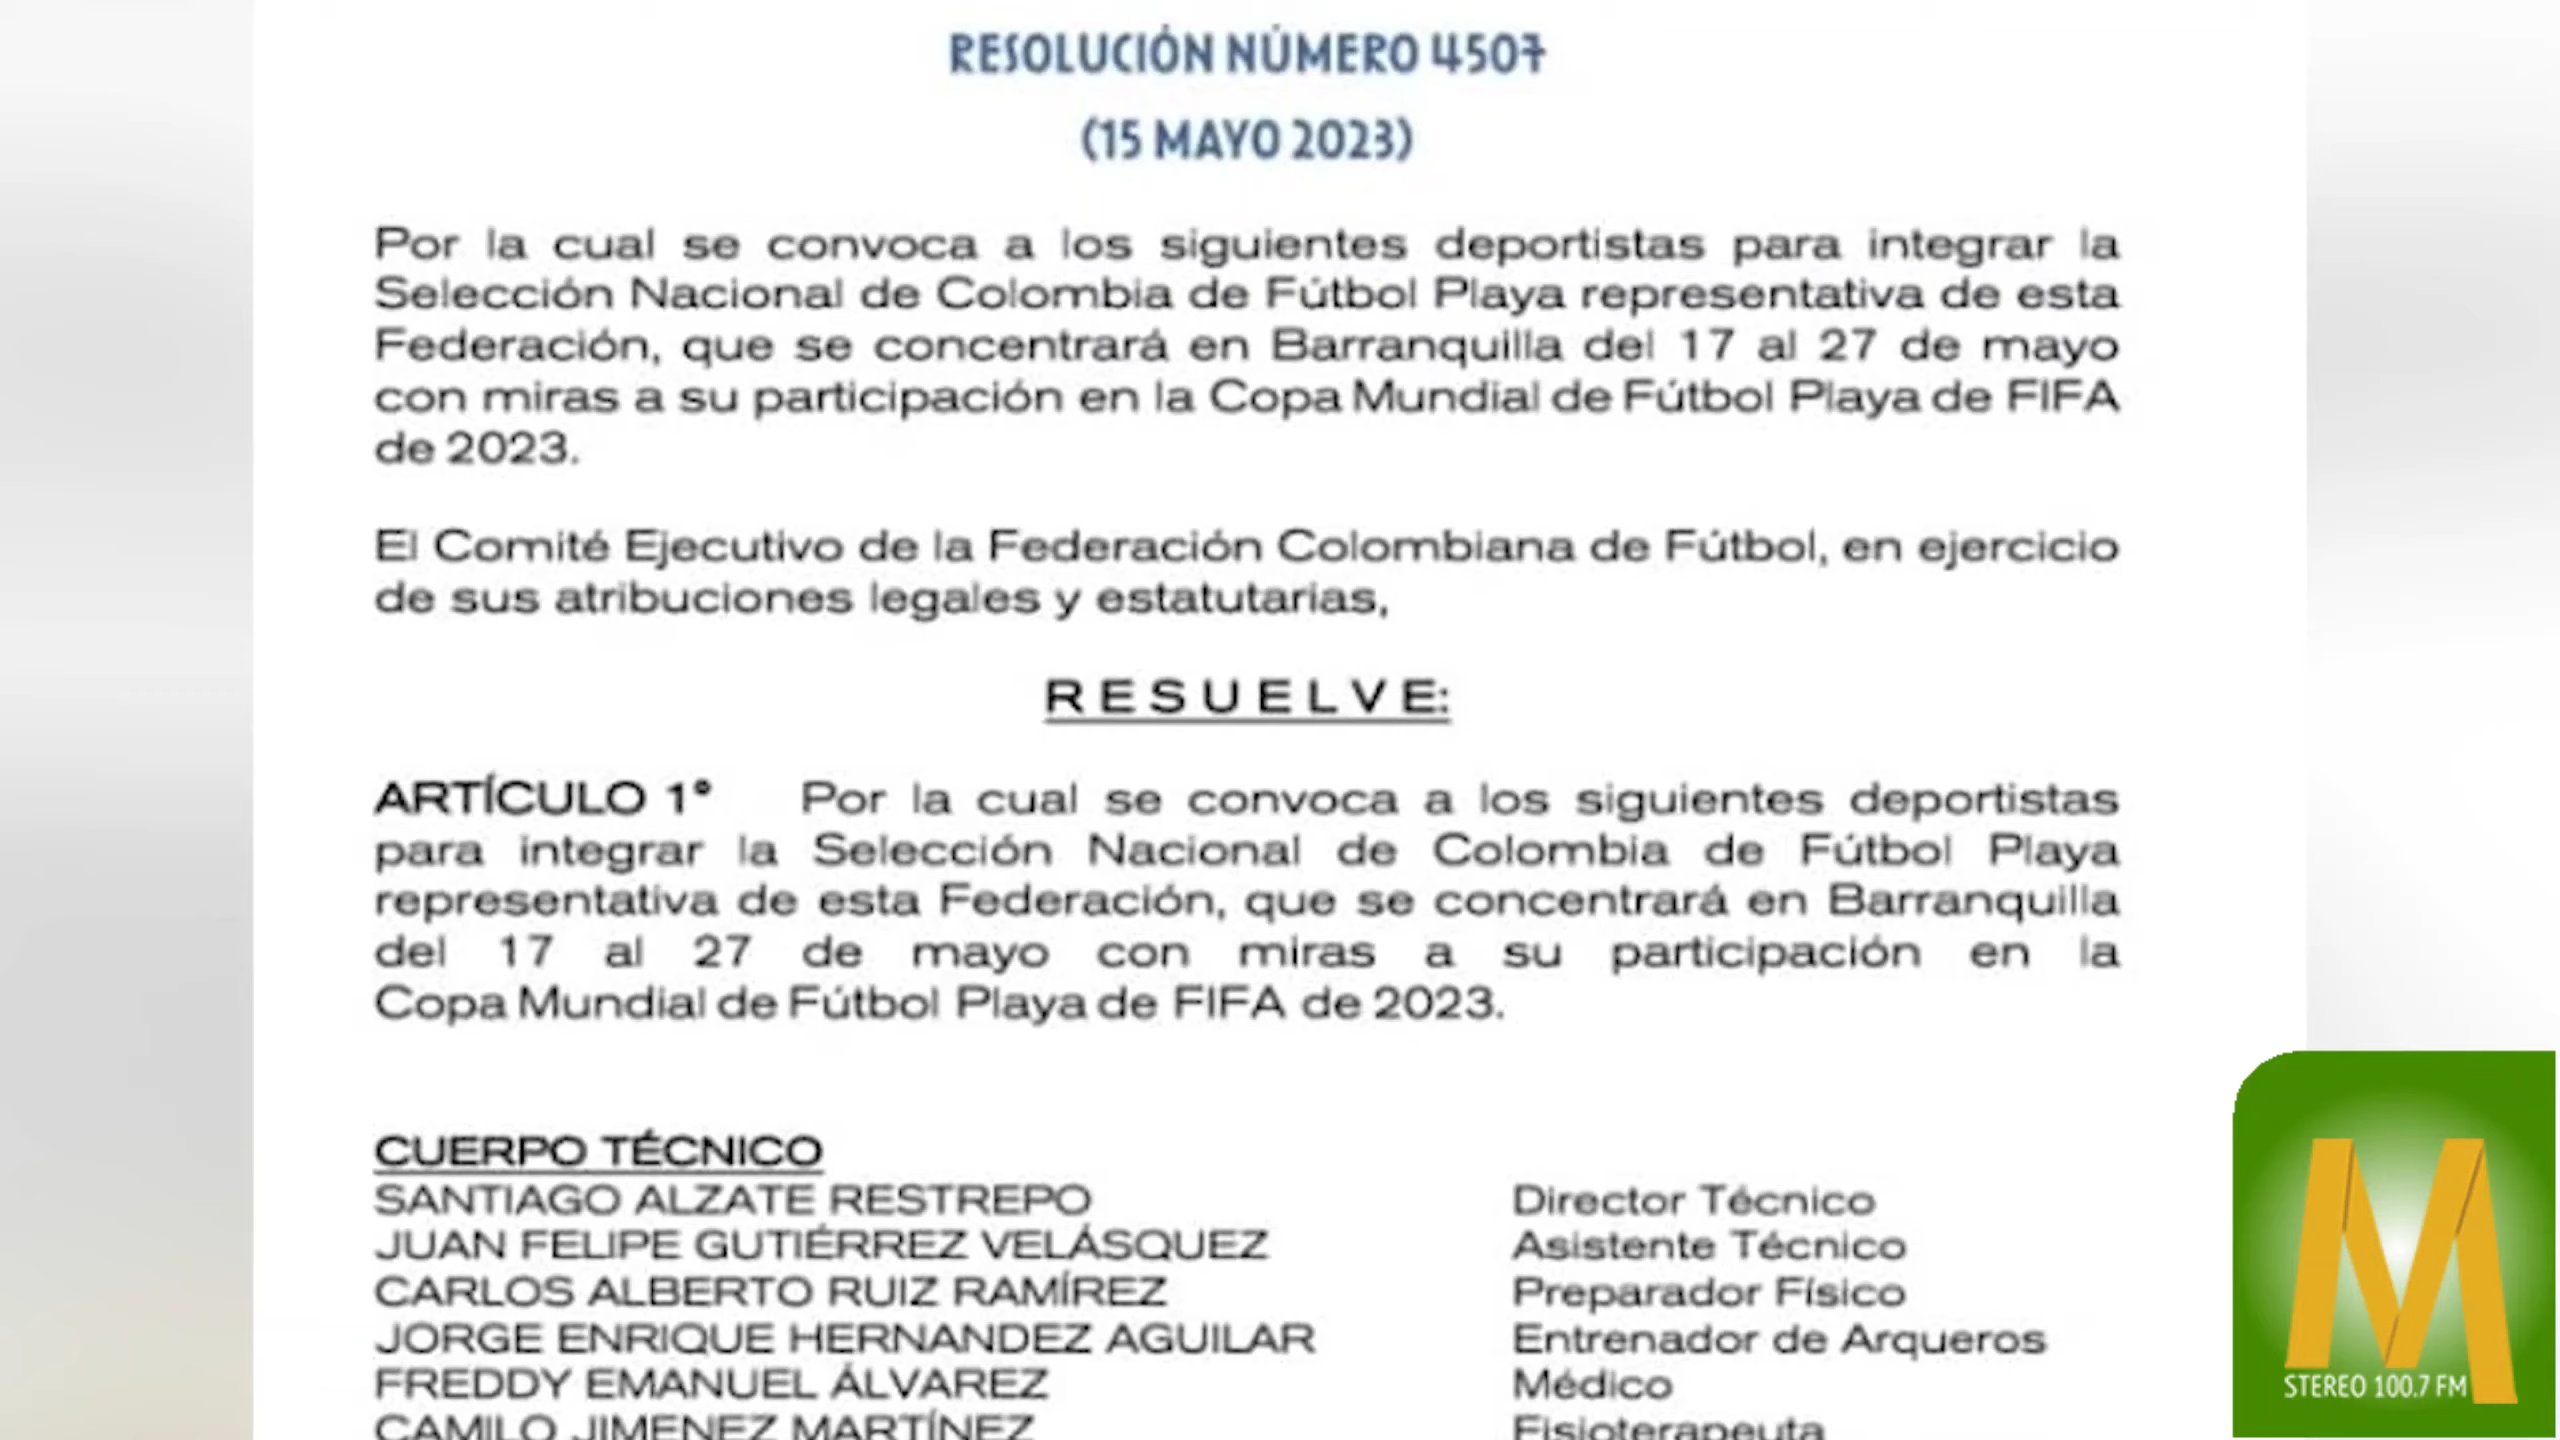 RESOLUCIÓN NÚMERO 4507
(15 MAYO 2023)
Por la cual se convoca a los siguientes deportistas para integrar la
Selección Nacional de Colombia de Fútbol Playa representativa de esta
Federación, que se concentrará en Barranquilla del 17 al 27 de mayo
con miras a su participación en la Copa Mundial de Fútbol Playa de FIFA
de 2023.
El Comité Ejecutivo de la Federación Colombiana de Fútbol, en ejercicio
de sus atribuciones legales y estatutarias,
R E S U E L V E:
ARTÍCULO 1° Por la cual se convoca a los siguientes deportistas
para integrar la Selección Nacional de Colombia de Fútbol Playa
representativa de esta Federación, que se concentrará en Barranquilla
del 17 al 27 de mayo con miras a su participación en la
Copa Mundial de Fútbol Playa de FIFA de 2023.
CUERPO TÉCNICO
SANTIAGO ALZATE RESTREPO Director Técnico
JUAN FELIPE GUTIÉRREZ VELÁSQUEZ Asistente Técnico
CARLOS ALBERTO RUIZ RAMÍREZ Preparador Físico
JORGE ENRIQUE HERNANDEZ AGUILAR Entrenador de Arqueros
FREDDY EMANUEL ÁLVAREZ Médico
CAMILO JIMENEZ MARTÍNEZ Fisioterapeuta
M
STEREO 100.7 FM